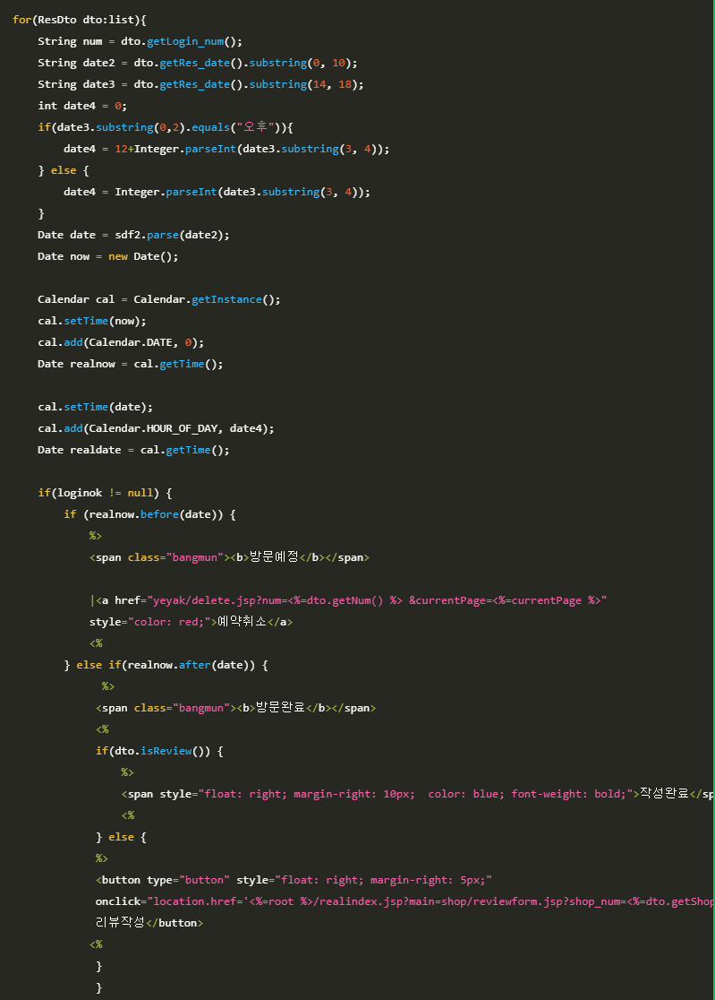 for(ResDto dto:list){
    String num = dto.getLogin_num();
    String date2 = dto.getRes_date().substring(0, 10);
    String date3 = dto.getRes_date().substring(14, 18);
    int date4 = 0;
    if(date3.substring(0,2).equals("오후")){
        date4 = 12+Integer.parseInt(date3.substring(3, 4));
    } else {
        date4 = Integer.parseInt(date3.substring(3, 4));
    }
    Date date = sdf2.parse(date2);
    Date now = new Date();

    Calendar cal = Calendar.getInstance();
    cal.setTime(now);
    cal.add(Calendar.DATE, 0);
    Date realnow = cal.getTime();

    cal.setTime(date);
    cal.add(Calendar.HOUR_OF_DAY, date4);
    Date realdate = cal.getTime();

    if(loginok != null) {
        if (realnow.before(date)) {
            %>
            <span class="bangmun"><b>방문예정</b></span>

            |<a href="yeyak/delete.jsp?num=<%=dto.getNum() %> &currentPage=<%=currentPage %>"
            style="color: red;">예약취소</a>
            <%
        } else if(realnow.after(date)) {
              %>
             <span class="bangmun"><b>방문완료</b></span>
             <%
             if(dto.isReview()) {
                 %>
                 <span style="float: right; margin-right: 10px;  color: blue; font-weight: bold;">작성완료</sp
                 <%
             } else {
             %>
             <button type="button" style="float: right; margin-right: 5px;"
             onclick="location.href='<%=root %>/realindex.jsp?main=shop/reviewform.jsp?shop_num=<%=dto.getShop
             리뷰작성</button>
            <%
             }
             }